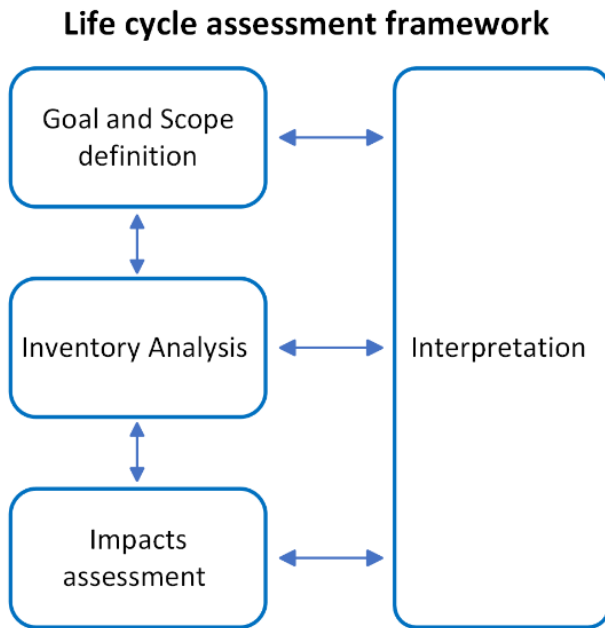 Life cycle assessment framework
Goal and Scope
definition
Inventory Analysis
Interpretation
Impacts
assessment